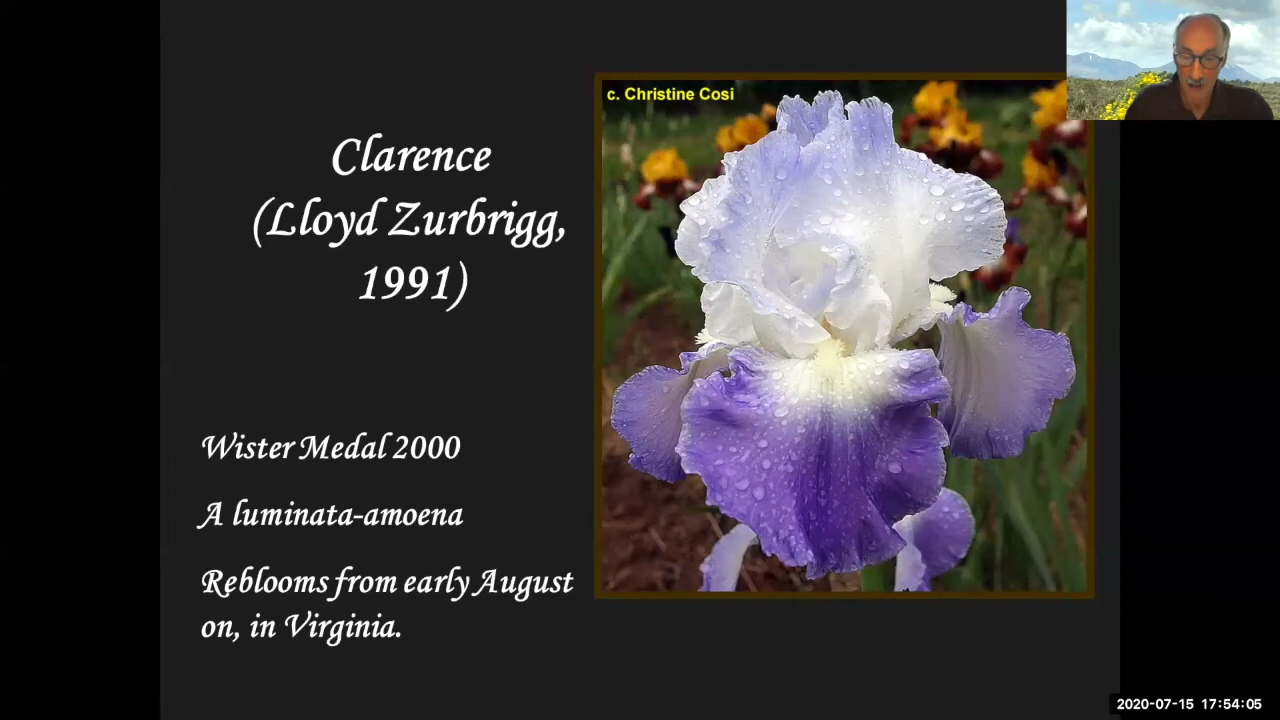 c. Christine Cosi
Clarence
(Lloyd Zurbrigg,
1991)
Wister Medal 2000
A luminata-amoena
Reblooms from early August
on, in Virginia.
2020-07-15 17:54:05